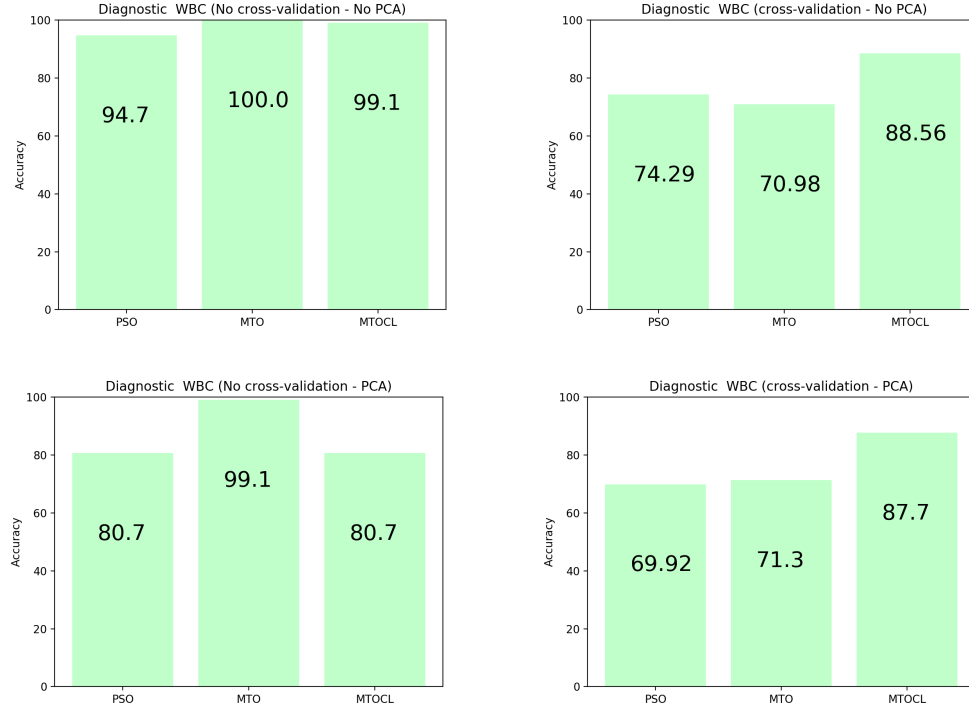 Diagnostic  WBC (No cross-validation - No PCA)
100
80
60
40
20
0
Accuracy
94.7
100.0
99.1
PSO
MTO
MTOCL
Diagnostic  WBC (cross-validation - No PCA)
100
80
60
40
20
0
Accuracy
74.29
70.98
88.56
PSO
MTO
MTOCL
Diagnostic  WBC (No cross-validation - PCA)
100
80
60
40
20
0
Accuracy
80.7
99.1
80.7
PSO
MTO
MTOCL
Diagnostic  WBC (cross-validation - PCA)
100
80
60
40
20
0
Accuracy
69.92
71.3
87.7
PSO
MTO
MTOCL